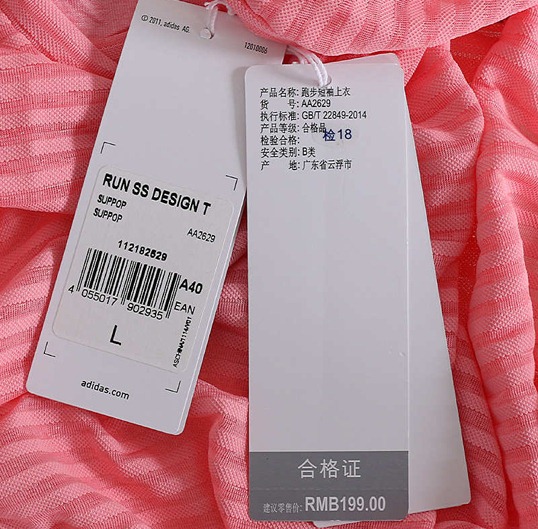 © 2011, adidas AG.
12010006
RUN SS DESIGN T
SUPPOP
SUPPOP
AA2629
112182529
A40
4 055017 902935
EAN
L
adidas.com
产品名称: 跑步短袖上衣
货 号: AA2629
执行标准: GB/T 22849-2014
产品等级: 合格品
检验合格: 检18
安全类别: B类
产 地: 广东省云浮市
合格证
建议零售价: RMB199.00